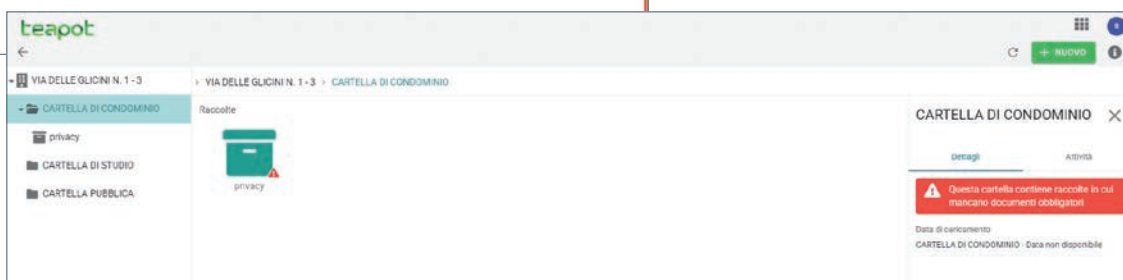 teapot
+ NUOVO
VIA DELLE GLICINI N. 1 - 3
> VIA DELLE GLICINI N. 1 - 3 > CARTELLA DI CONDOMINIO
CARTELLA DI CONDOMINIO
privacy
CARTELLA DI STUDIO
CARTELLA PUBBLICA
Raccolte
privacy
CARTELLA DI CONDOMINIO
Dettagli
Attività
Questa cartella contiene raccolte in cui
mancano documenti obbligatori
Data di caricamento
CARTELLA DI CONDOMINIO - Data non disponibile